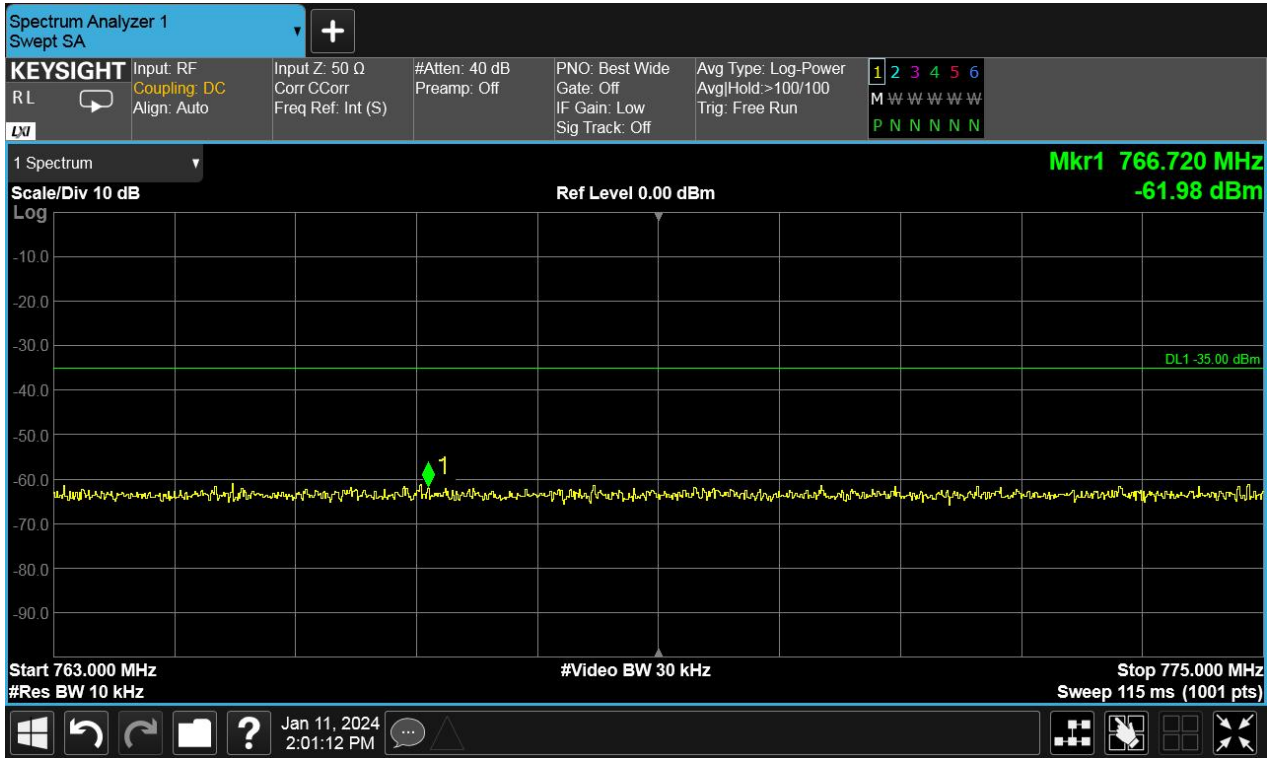 Spectrum Analyzer 1
Swept SA
▼
+
KEYSIGHT
RL
LXI
Input: RF
Coupling: DC
Align: Auto
Input Z: 50 Ω
Corr CCorr
Freq Ref: Int (S)
#Atten: 40 dB
Preamp: Off
PNO: Best Wide
Gate: Off
IF Gain: Low
Sig Track: Off
Avg Type: Log-Power
Avg|Hold:>100/100
Trig: Free Run
1 2 3 4 5 6
M W W W W W
P N N N N N
1 Spectrum ▼
Mkr1 766.720 MHz
-61.98 dBm
Scale/Div 10 dB
Ref Level 0.00 dBm
Log
-10.0
-20.0
-30.0
DL1 -35.00 dBm
-40.0
-50.0
1
-60.0
-70.0
-80.0
-90.0
Start 763.000 MHz
#Video BW 30 kHz
Stop 775.000 MHz
#Res BW 10 kHz
Sweep 115 ms (1001 pts)
?
Jan 11, 2024
2:01:12 PM